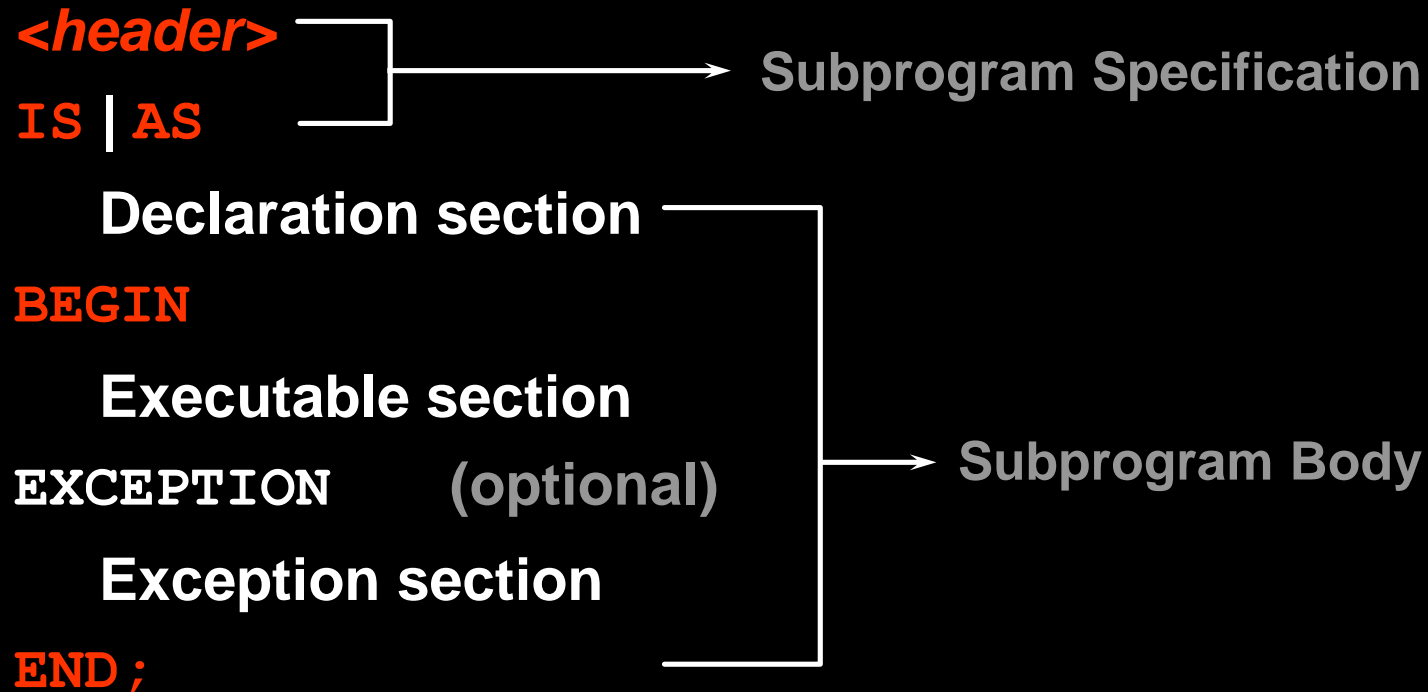 <header>
Subprogram Specification
IS | AS
Declaration section
BEGIN
Executable section
EXCEPTION (optional)
Subprogram Body
Exception section
END;